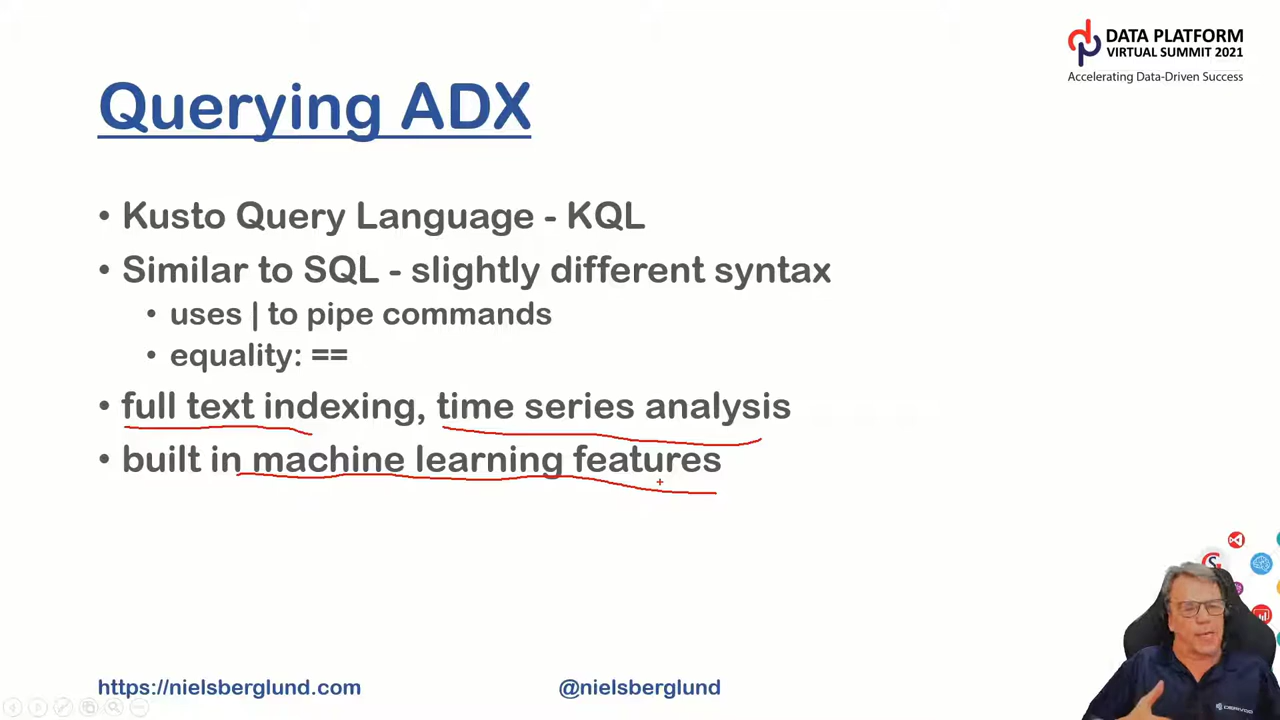 DATA PLATFORM
VIRTUAL SUMMIT 2021
Accelerating Data-Driven Success
Querying ADX
• Kusto Query Language - KQL
• Similar to SQL - slightly different syntax
• uses | to pipe commands
• equality: ==
• full text indexing, time series analysis
• built in machine learning features
https://nielsberglund.com
@nielsberglund